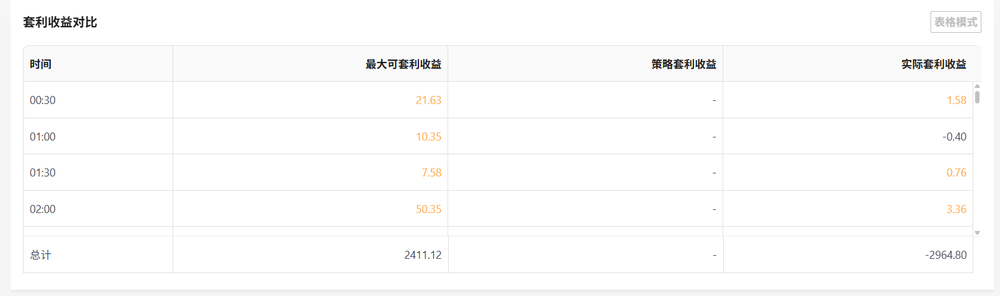 套利收益对比
表格模式
时间 最大可套利收益 策略套利收益 实际套利收益
00:30 21.63 - 1.58
01:00 10.35 - -0.40
01:30 7.58 - 0.76
02:00 50.35 - 3.36
总计 2411.12 - -2964.80